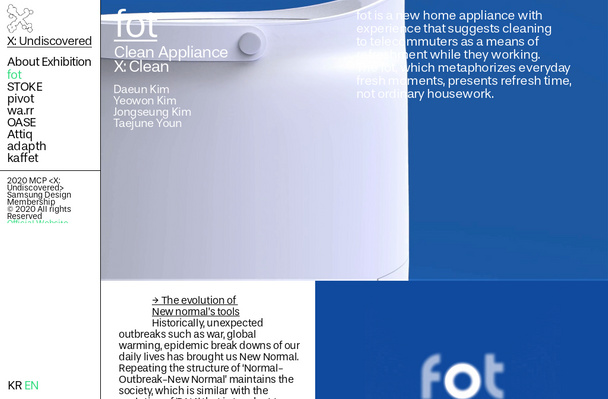 X: Undiscovered
About Exhibition
fot
STOKE
pivot
wa.rr
OASE
Attiq
adapth
kaffet
2020 MCP <X:
Undiscovered>
Samsung Design
Membership
© 2020 All rights
Reserved
Official Website
KR EN
fot
Clean Appliance
X: Clean
Daeun Kim
Yeowon Kim
Jongseung Kim
Taejune Youn
fot is a new home appliance with
experience that suggests cleaning
to telecommuters as a means of
while they working.
which metaphorizes everyday
fresh moments, presents refresh time,
not ordinary housework.
→ The evolution of
New normal's tools
Historically, unexpected
outbreaks such as war, global
warming, epidemic break downs of our
daily lives has brought us New Normal.
Repeating the structure of 'Normal-
Outbreak-New Normal' maintains the
society, which is similar with the
fot